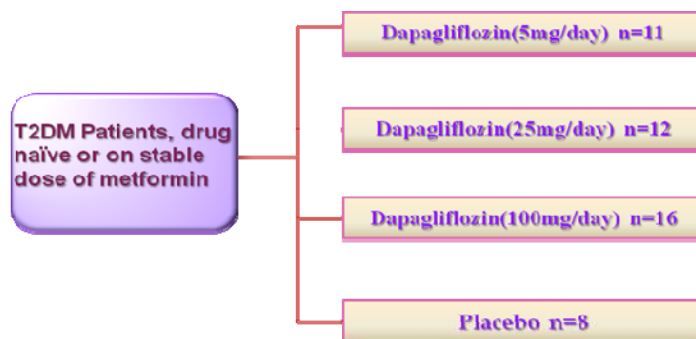 T2DM Patients, drug
naïve or on stable
dose of metformin
Dapagliflozin(5mg/day) n=11
Dapagliflozin(25mg/day) n=12
Dapagliflozin(100mg/day) n=16
Placebo n=8